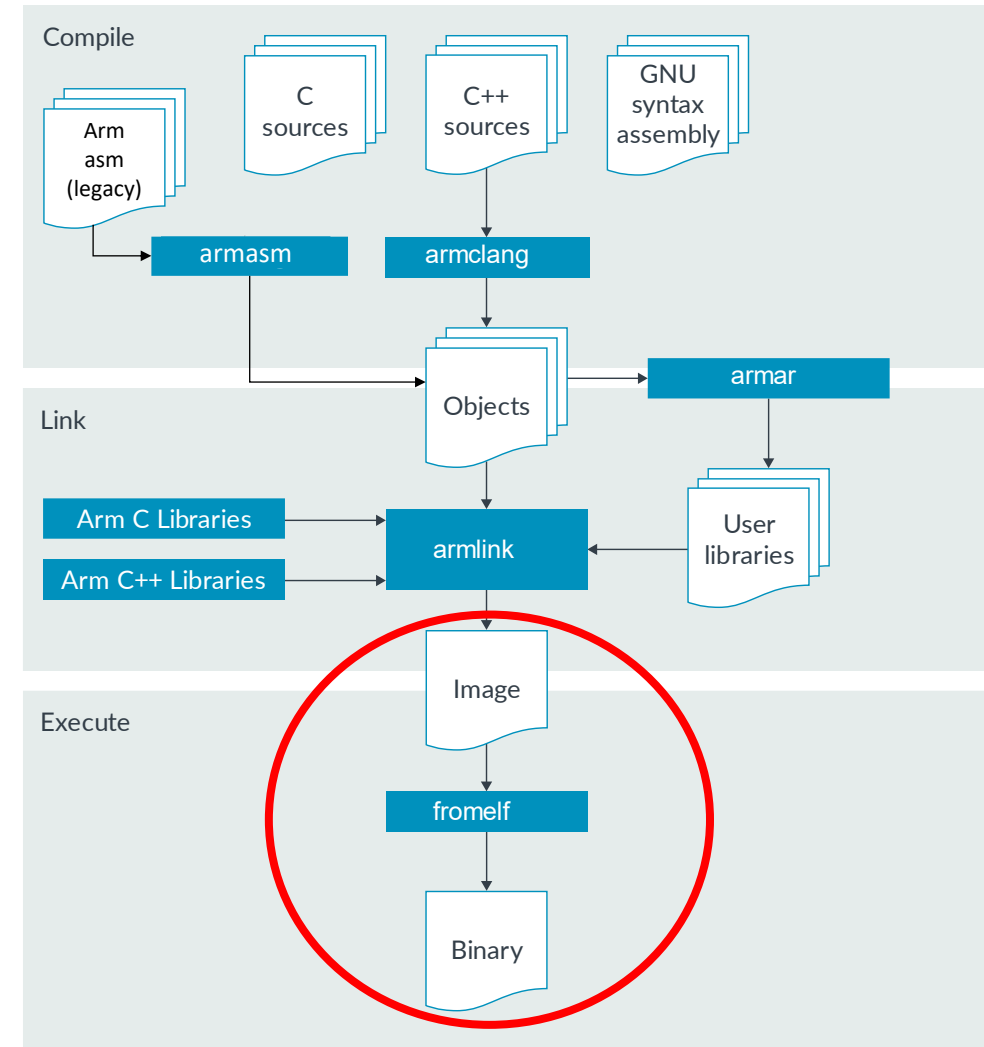 Compile
C
sources
C++
sources
GNU
syntax
assembly
Arm
asm
(legacy)
armasm
armclang
Objects
armar
Link
Arm C Libraries
Arm C++ Libraries
armlink
User
libraries
Image
Execute
fromelf
Binary